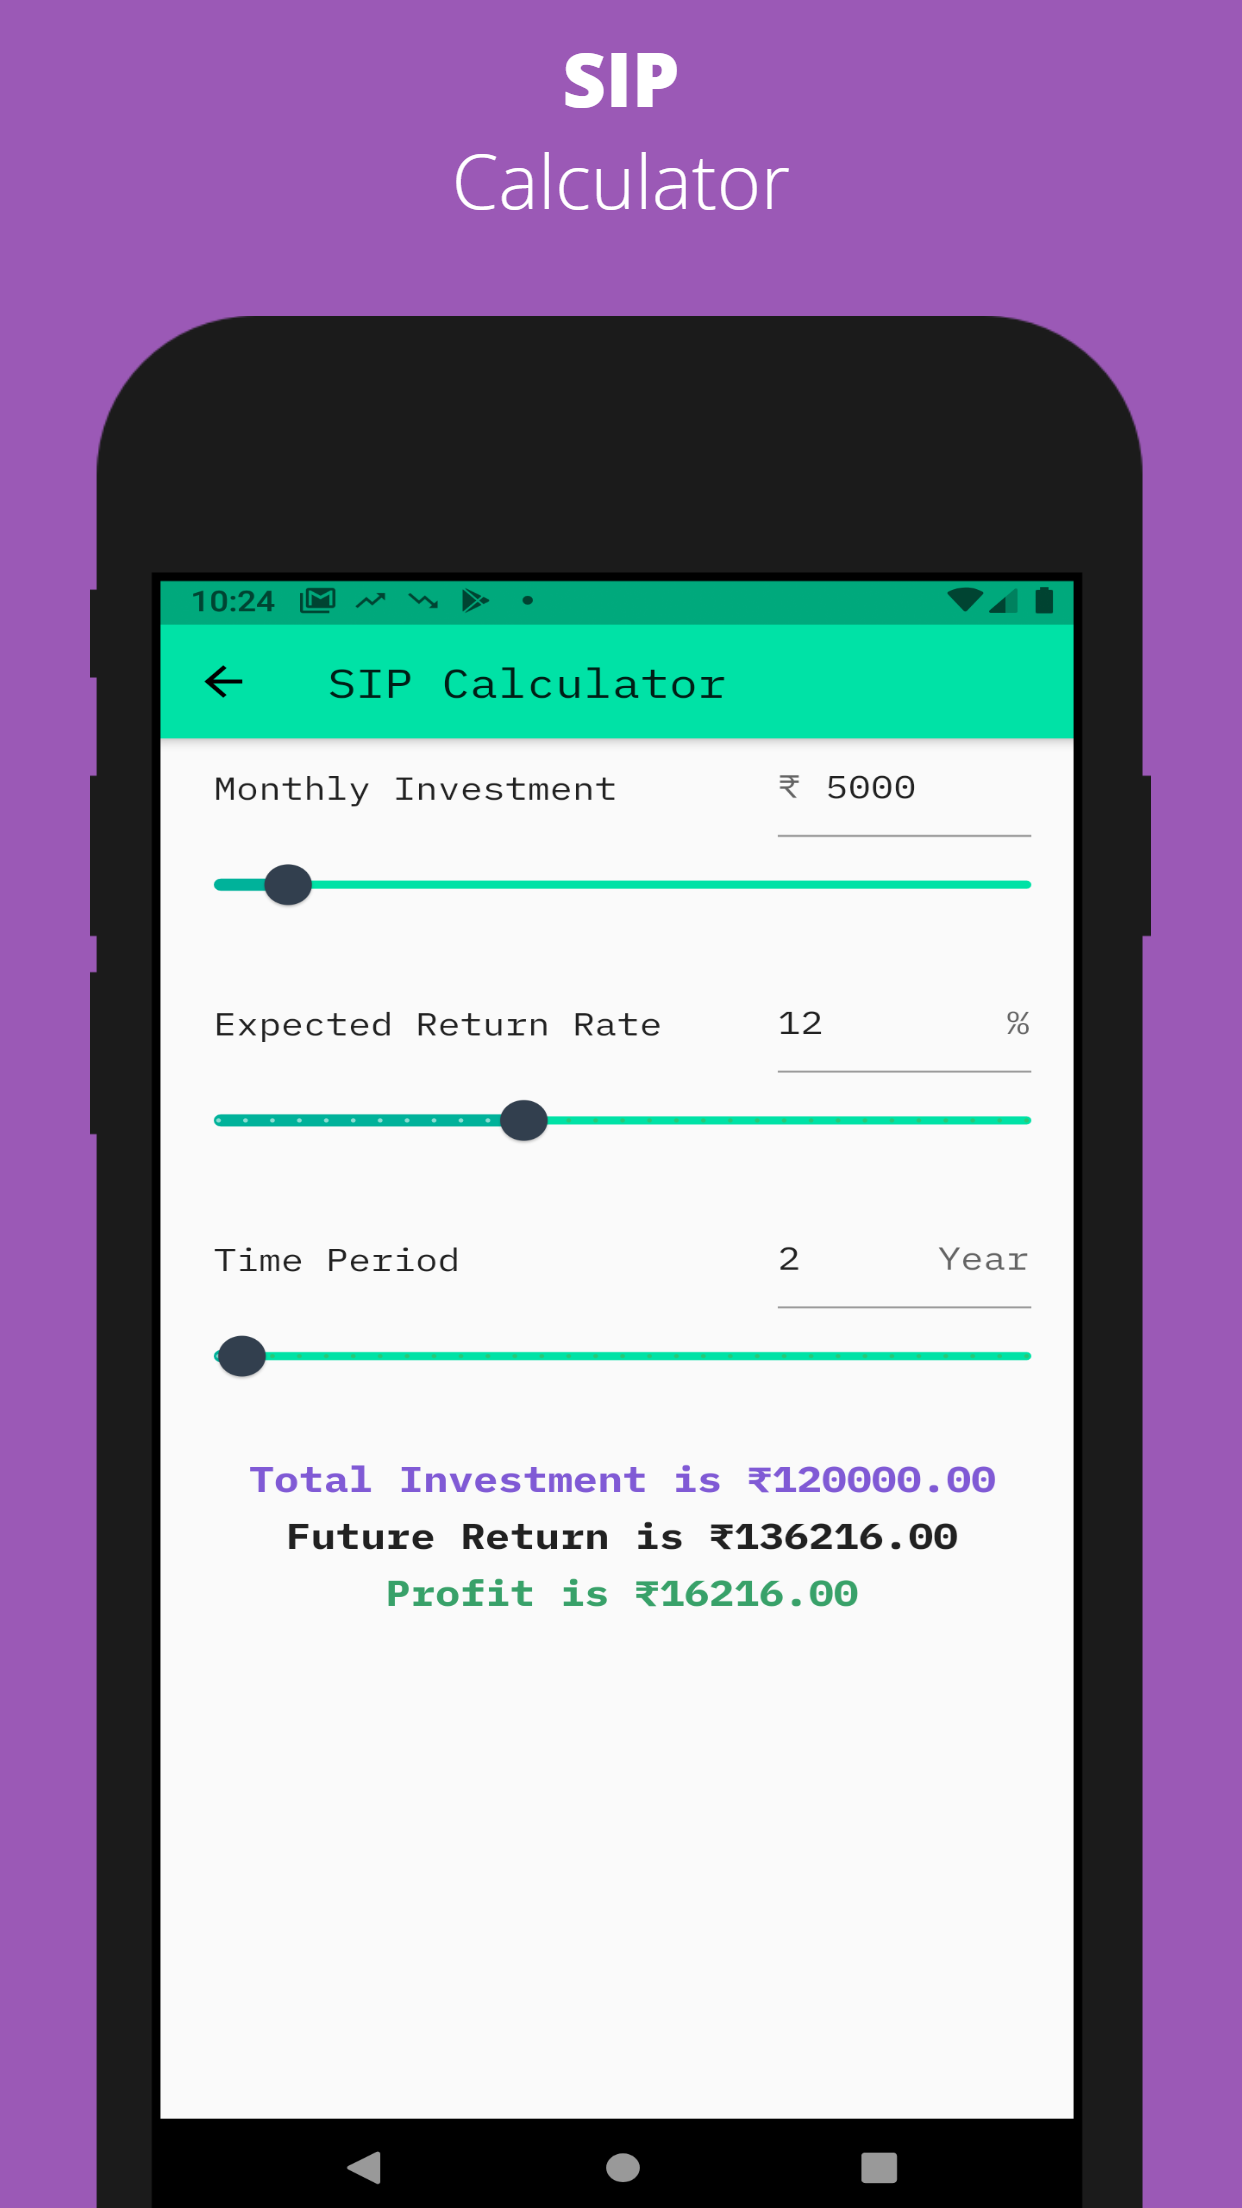 SIP
Calculator
10:24
SIP Calculator
Monthly Investment ₹ 5000
Expected Return Rate 12 %
Time Period 2 Year
Total Investment is ₹120000.00
Future Return is ₹136216.00
Profit is ₹16216.00